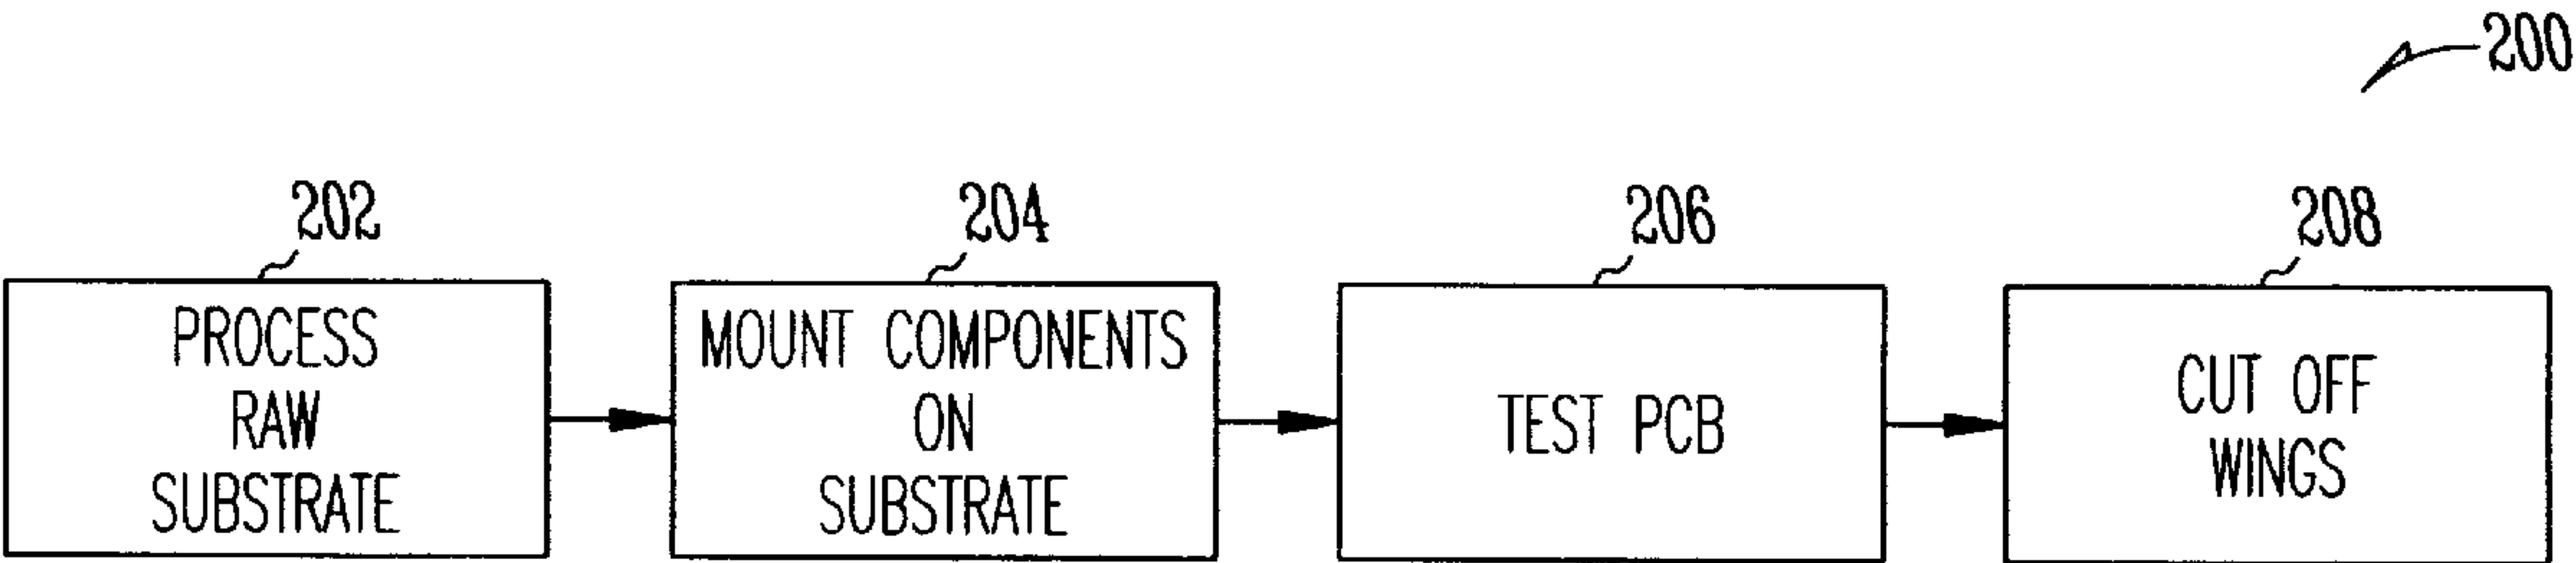 200
202
204
206
208
PROCESS
RAW
SUBSTRATE
MOUNT COMPONENTS
ON
SUBSTRATE
TEST PCB
CUT OFF
WINGS